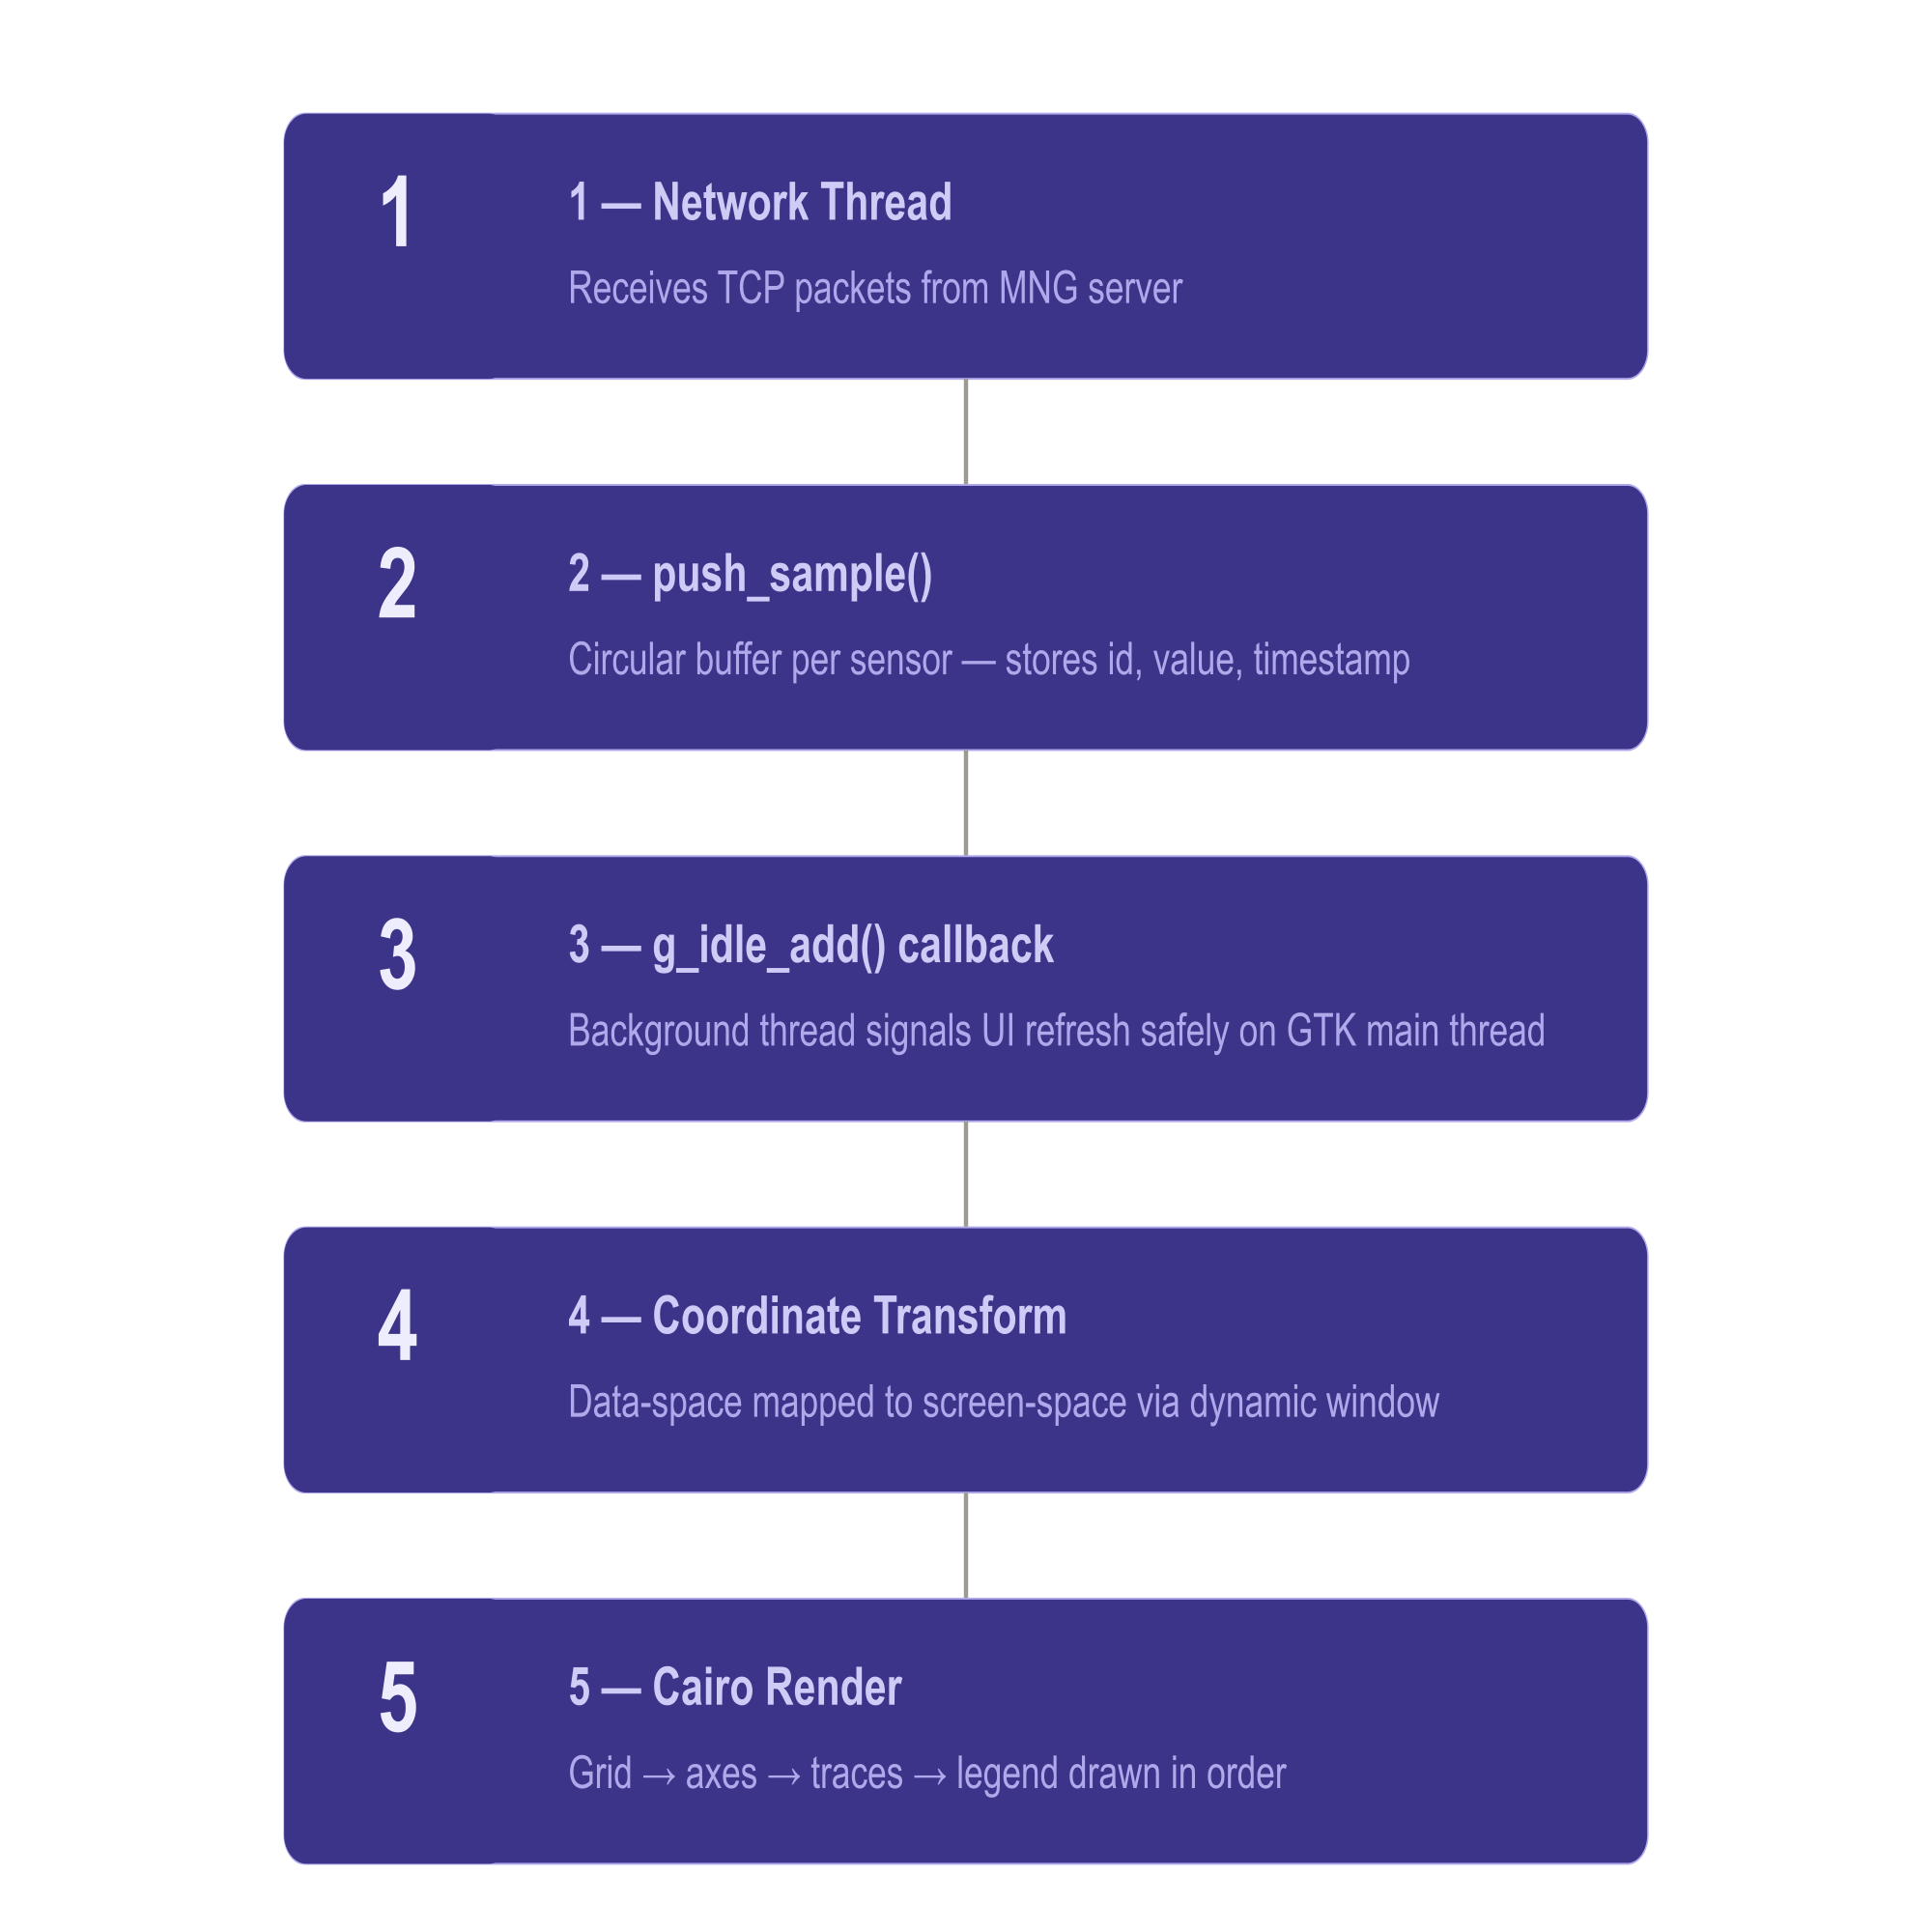 1
1 — Network Thread
Receives TCP packets from MNG server
2
2 — push_sample()
Circular buffer per sensor — stores id, value, timestamp
3
3 — g_idle_add() callback
Background thread signals UI refresh safely on GTK main thread
4
4 — Coordinate Transform
Data-space mapped to screen-space via dynamic window
5
5 — Cairo Render
Grid → axes → traces → legend drawn in order